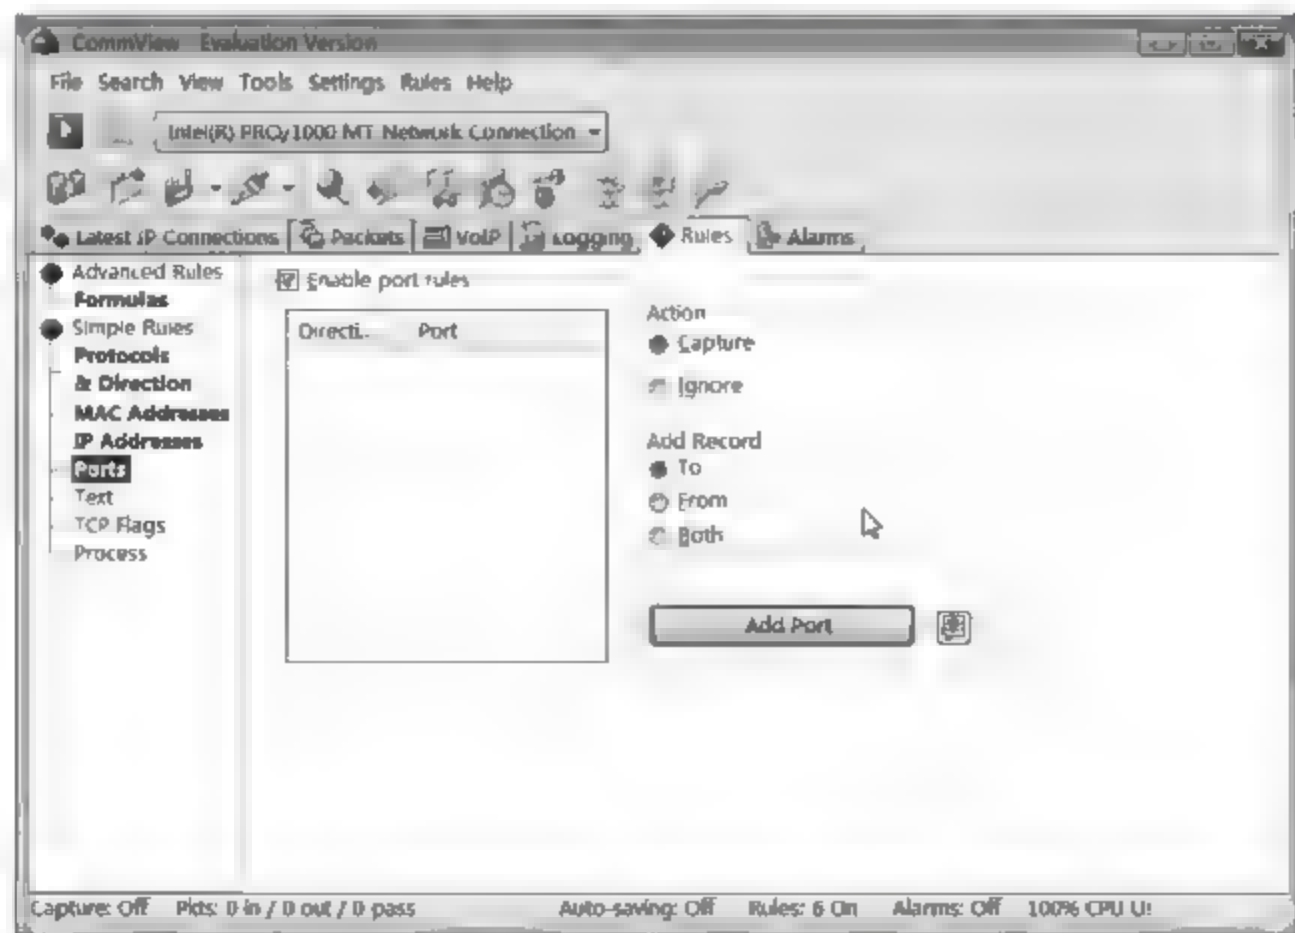 CommView - Evaluation Version
File Search View Tools Settings Rules Help
Intel(R) PRO/1000 MT Network Connection
Latest IP Connections Packets VoIP Logging Rules Alarms
Advanced Rules
Formulas
Simple Rules
Protocols
& Direction
MAC Addresses
IP Addresses
Ports
Text
TCP Flags
Process
Enable port rules
Directi.. Port
Action
Capture
Ignore
Add Record
To
From
Both
Add Port
Capture: Off Pkts: 0 in / 0 out / 0 pass Auto-saving: Off Rules: 6 On Alarms: Off 100% CPU U: